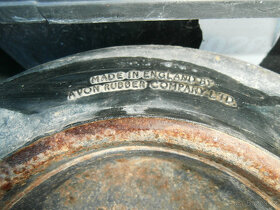 MADE IN ENGLAND BY
AVON RUBBER COMPANY LTD.